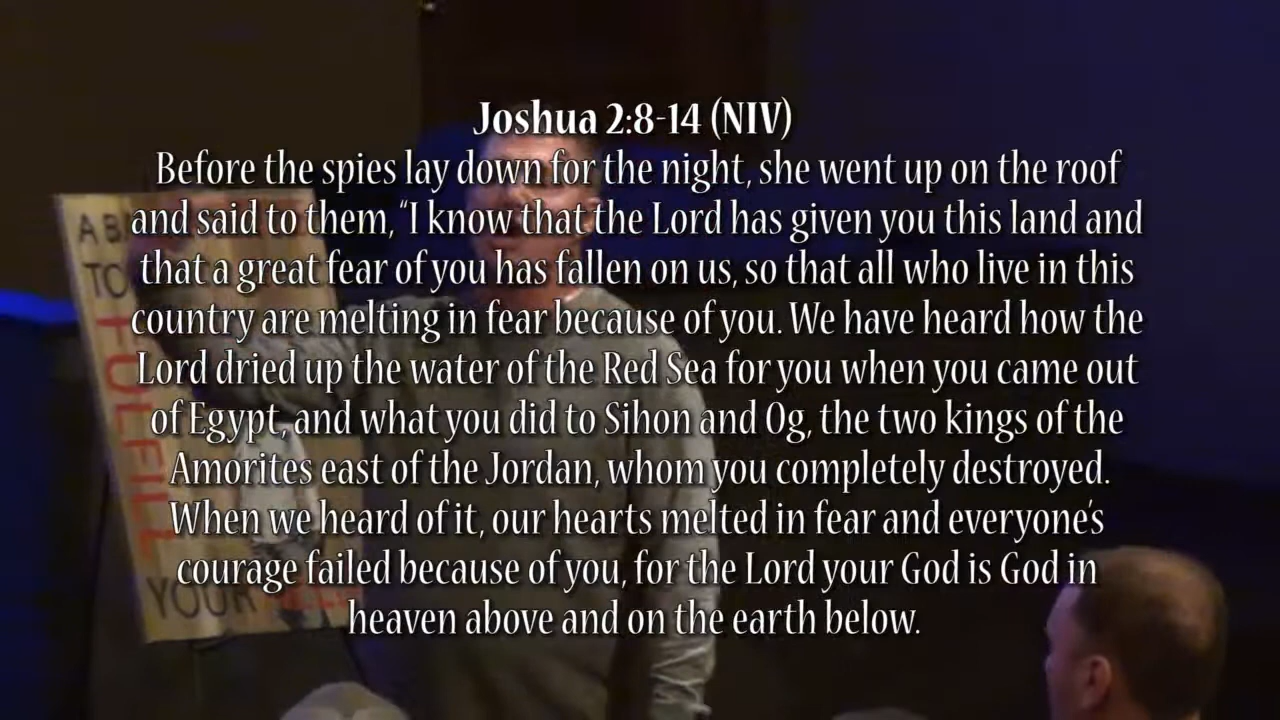 Joshua 2:8-14 (NIV)
Before the spies lay down for the night, she went up on the roof
and said to them, “I know that the Lord has given you this land and
that a great fear of you has fallen on us, so that all who live in this
country are melting in fear because of you. We have heard how the
Lord dried up the water of the Red Sea for you when you came out
of Egypt, and what you did to Sihon and Og, the two kings of the
Amorites east of the Jordan, whom you completely destroyed.
When we heard of it, our hearts melted in fear and everyone’s
courage failed because of you, for the Lord your God is God in
heaven above and on the earth below.
A
TO
FULFILL
YOUR